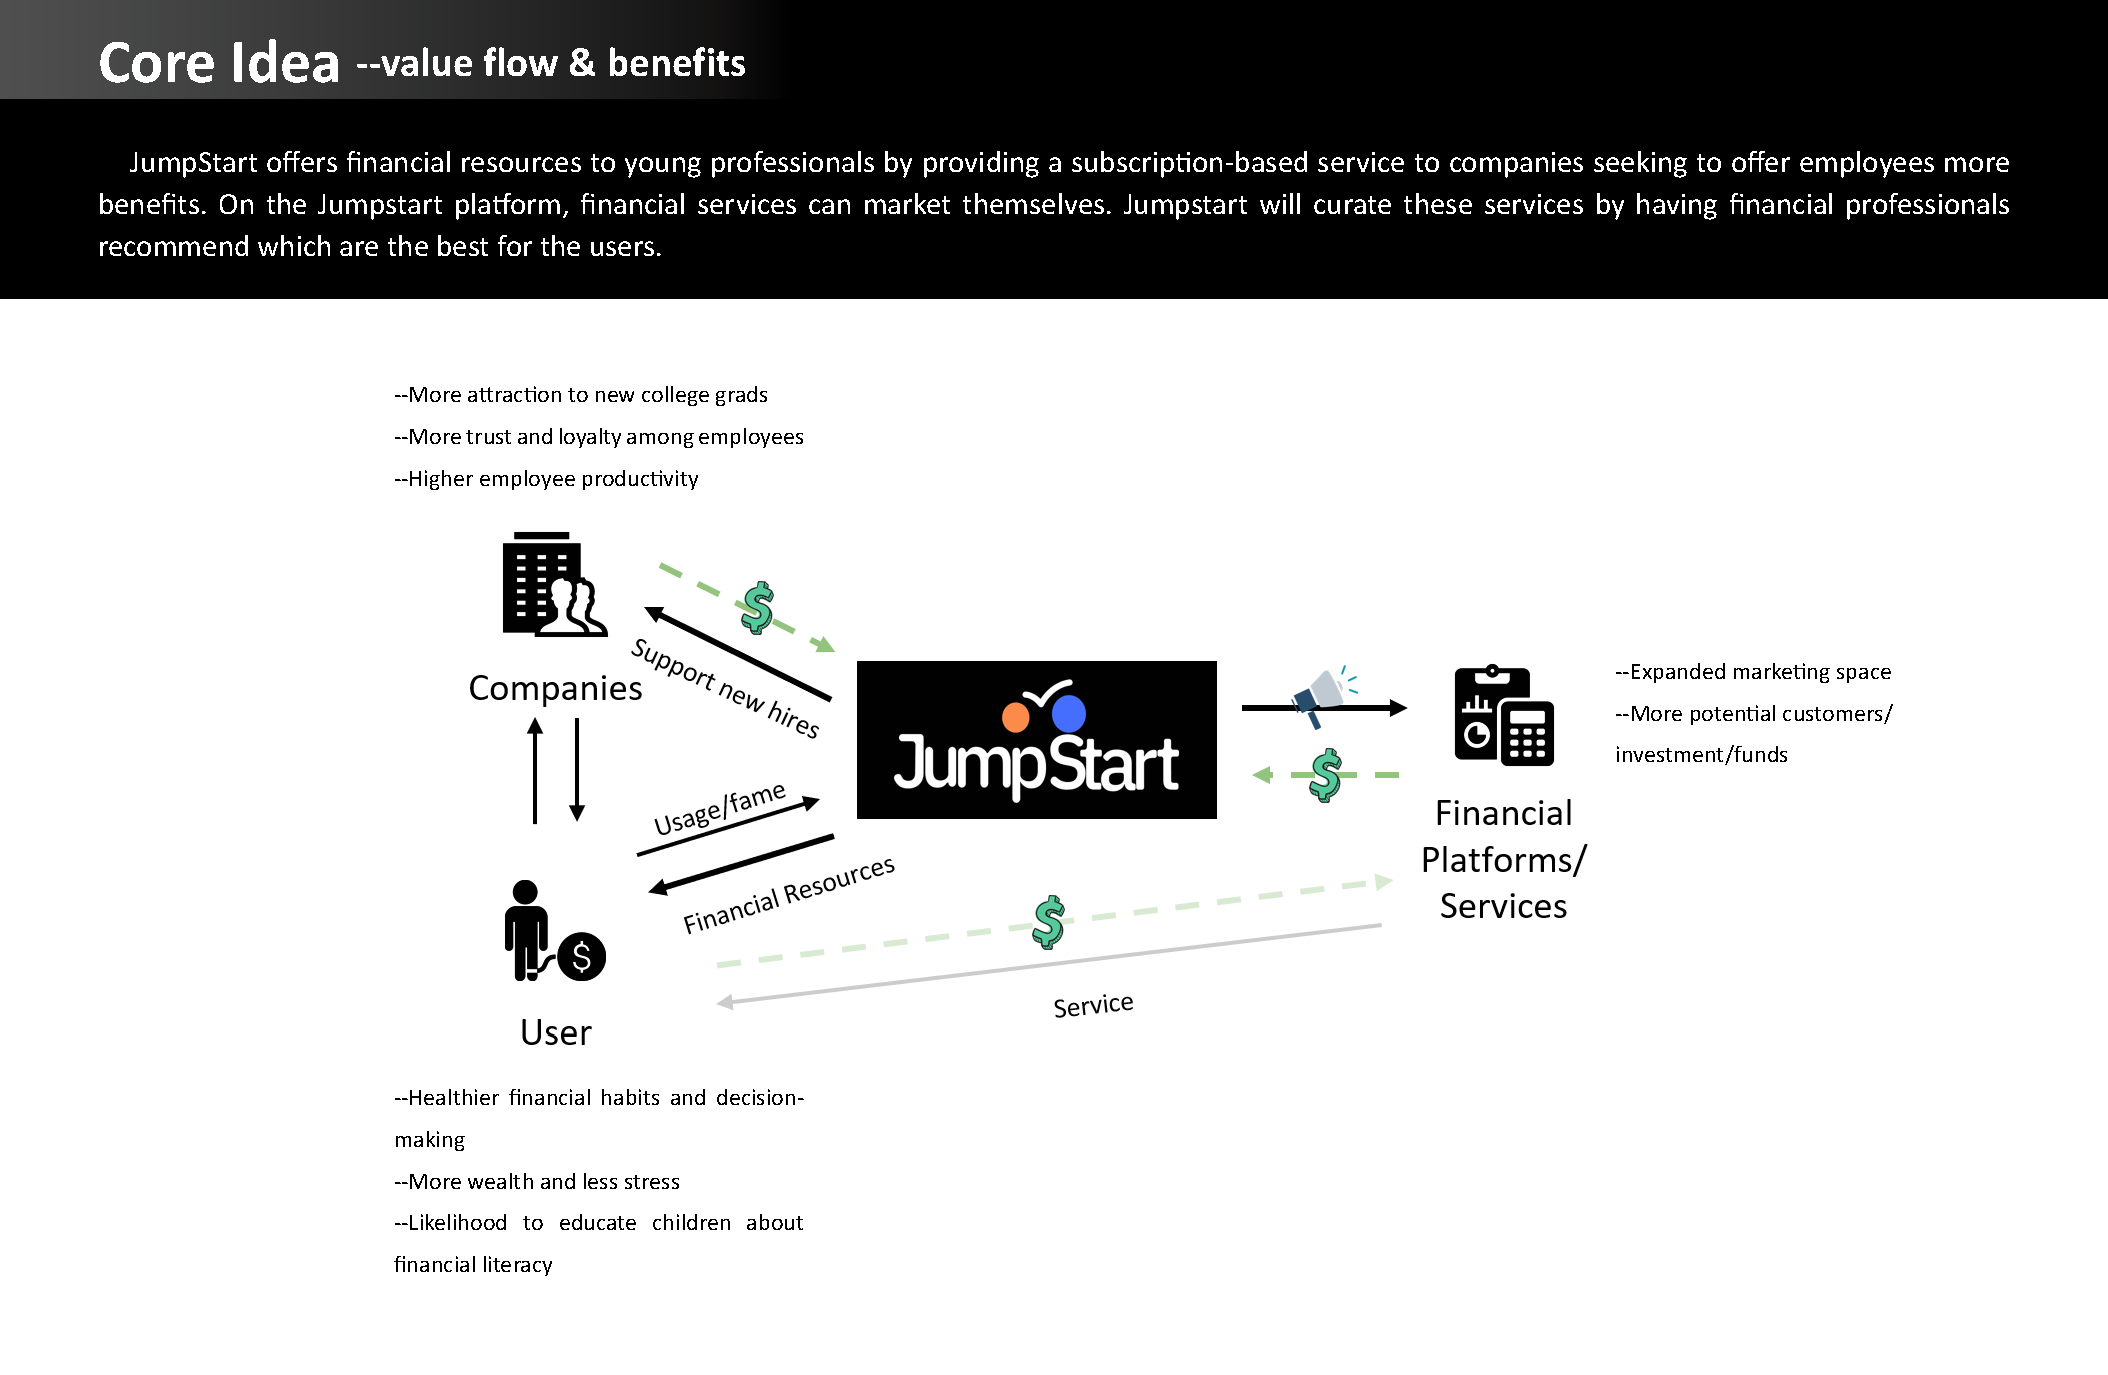 Core Idea --value flow & benefits
JumpStart offers financial resources to young professionals by providing a subscription-based service to companies seeking to offer employees more
benefits. On the Jumpstart platform, financial services can market themselves. Jumpstart will curate these services by having financial professionals
recommend which are the best for the users.
--More attraction to new college grads
--More trust and loyalty among employees
--Higher employee productivity
$
Support new hires
Companies
JumpStart
$
--Expanded marketing space
--More potential customers/
investment/funds
Financial
Platforms/
Services
Usage/fame
Financial Resources
$
$
Service
User
--Healthier financial habits and decision-
making
--More wealth and less stress
--Likelihood to educate children about
financial literacy